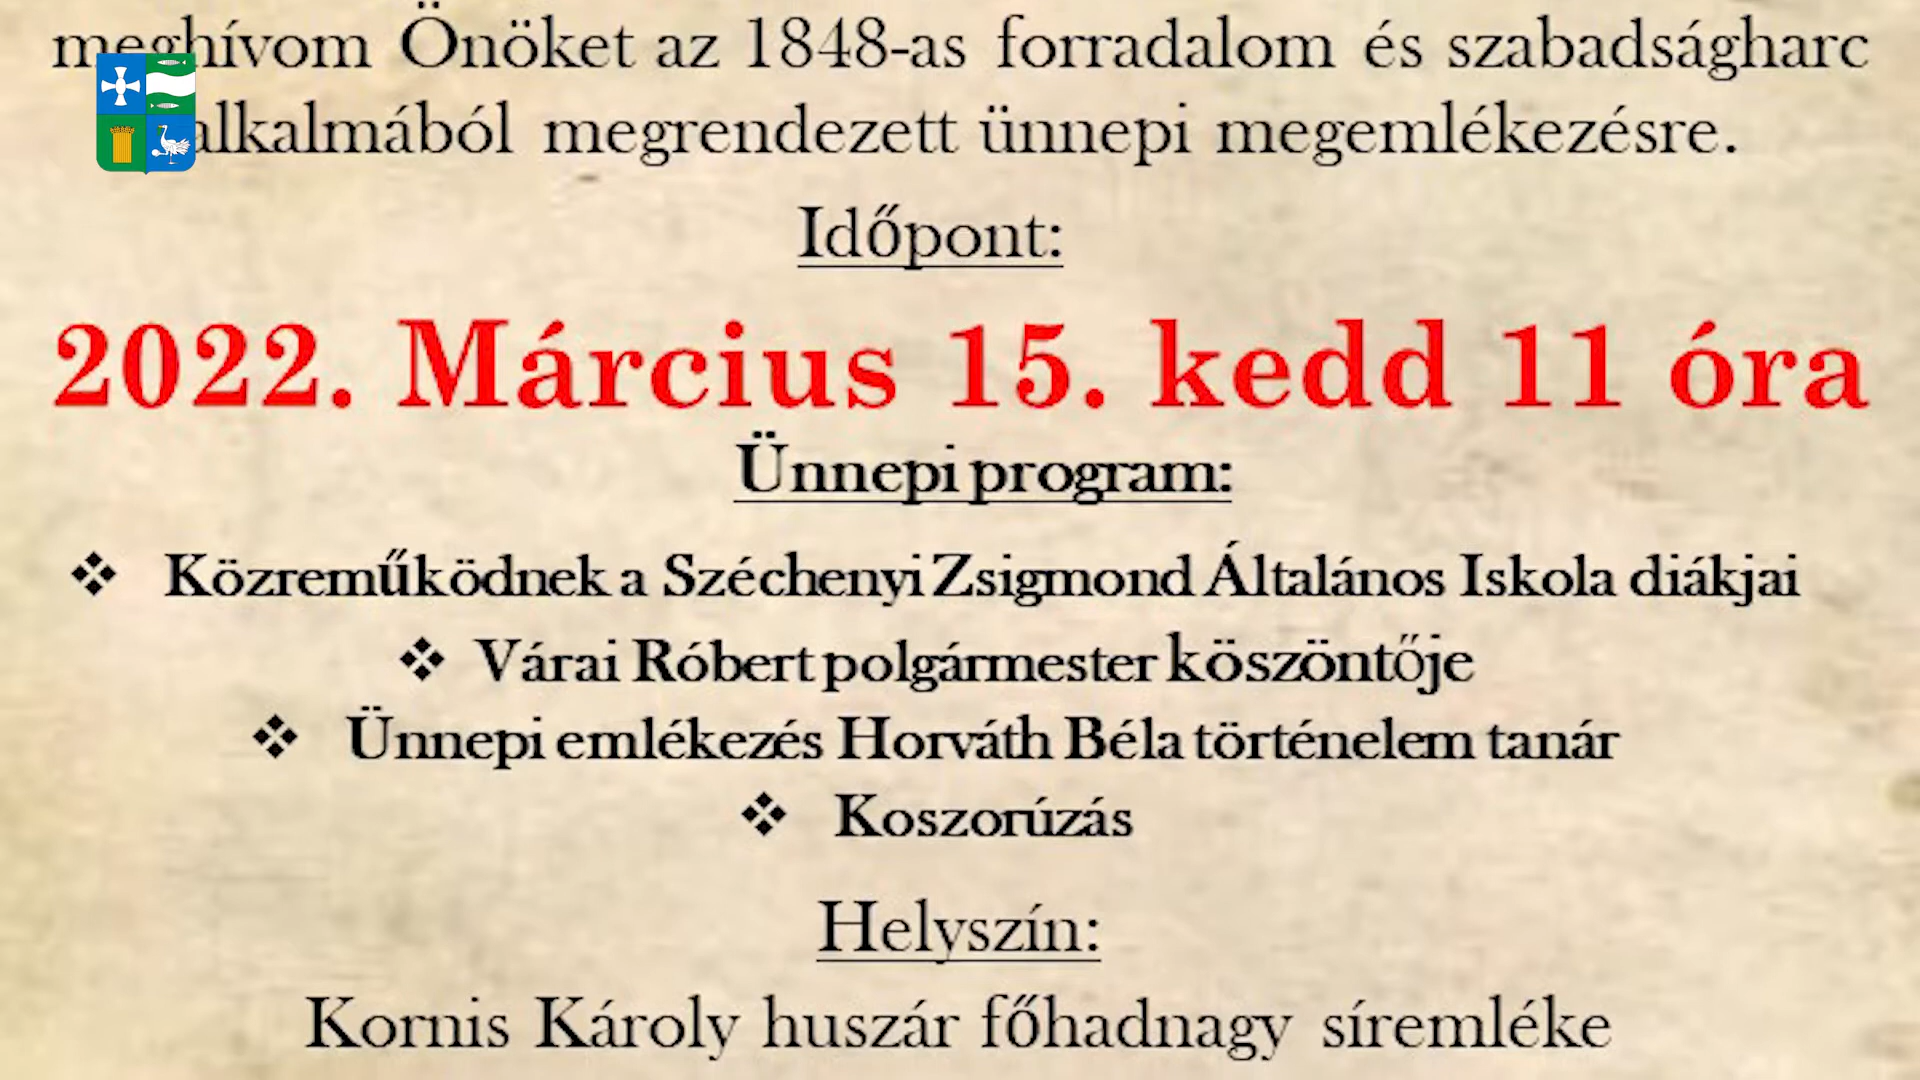 meghívom Önöket az 1848-as forradalom és szabadságharc
alkalmából megrendezett ünnepi megemlékezésre.
Időpont:
2022. Március 15. kedd 11 óra
Ünnepi program:
❖ Közreműködnek a Széchenyi Zsigmond Általános Iskola diákjai
❖ Várai Róbert polgármester köszöntője
❖ Ünnepi emlékezés Horváth Béla történelem tanár
❖ Koszorúzás
Helyszín:
Kornis Károly huszár főhadnagy síremléke